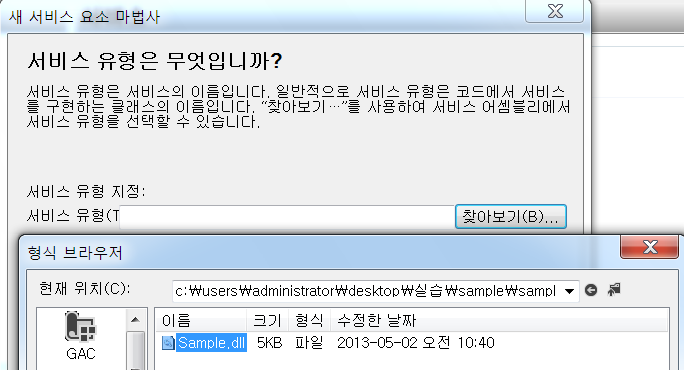 새 서비스 요소 마법사
서비스 유형은 무엇입니까?
서비스 유형은 서비스의 이름입니다. 일반적으로 서비스 유형은 코드에서 서비스
를 구현하는 클래스의 이름입니다. “찾아보기…”를 사용하여 서비스 어셈블리에서
서비스 유형을 선택할 수 있습니다.
서비스 유형 지정:
서비스 유형(T
찾아보기(B)...
형식 브라우저
현재 위치(C):
c:₩users₩administrator₩desktop₩실습₩sample₩sampl
GAC
이름 크기 형식 수정한 날짜
Sample.dll 5KB 파일 2013-05-02 오전 10:40